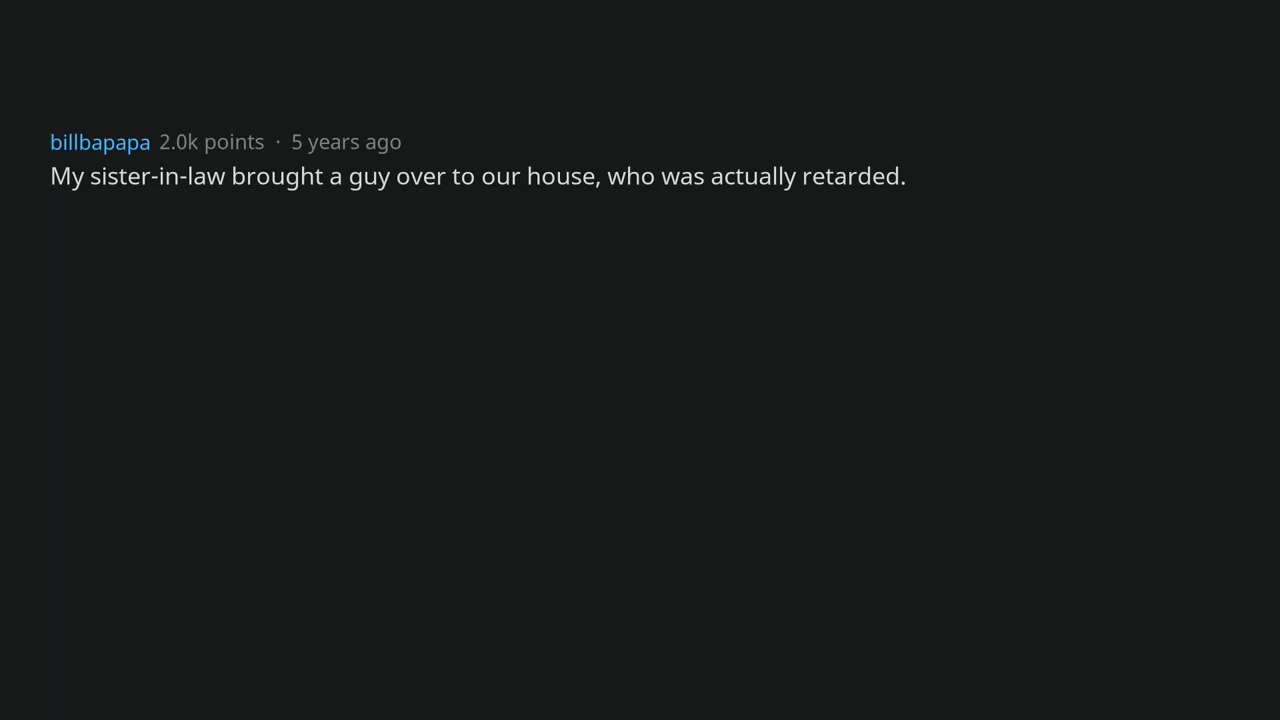 billbapapa 2.0k points · 5 years ago
My sister-in-law brought a guy over to our house, who was actually retarded.